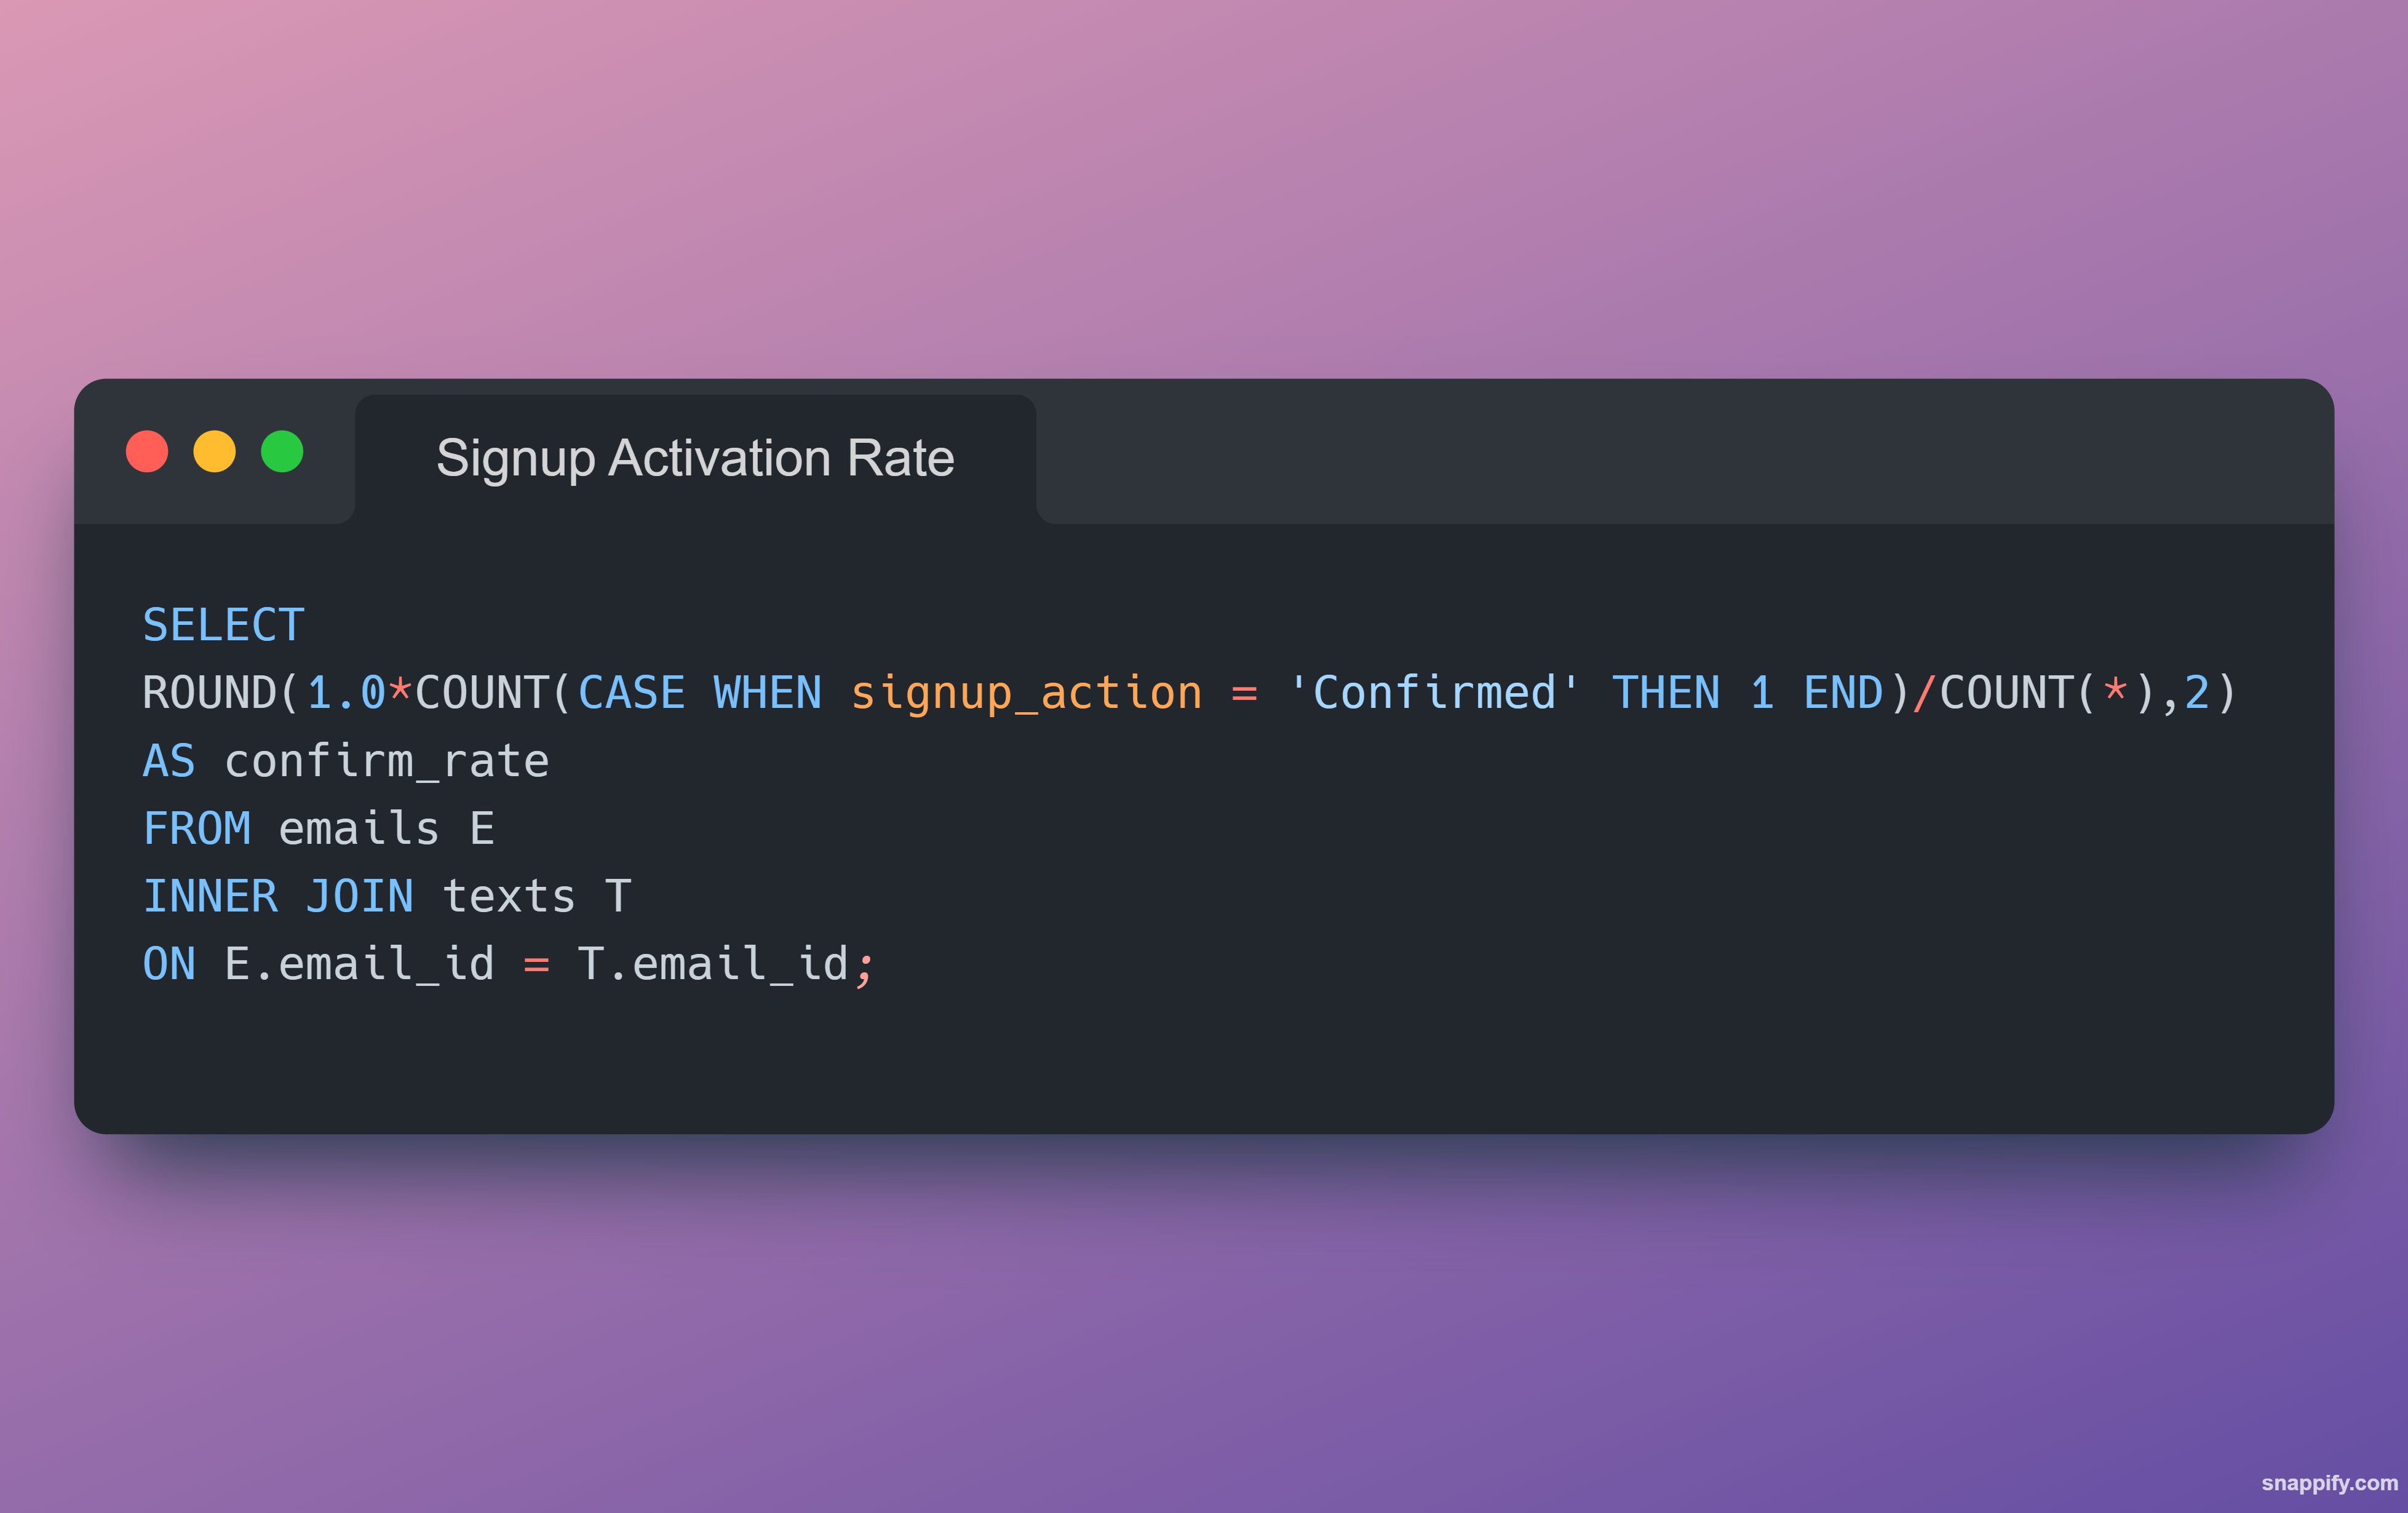 Signup Activation Rate
SELECT
ROUND(1.0*COUNT(CASE WHEN signup_action = 'Confirmed' THEN 1 END)/COUNT(*),2)
AS confirm_rate
FROM emails E
INNER JOIN texts T
ON E.email_id = T.email_id;
snappify.com